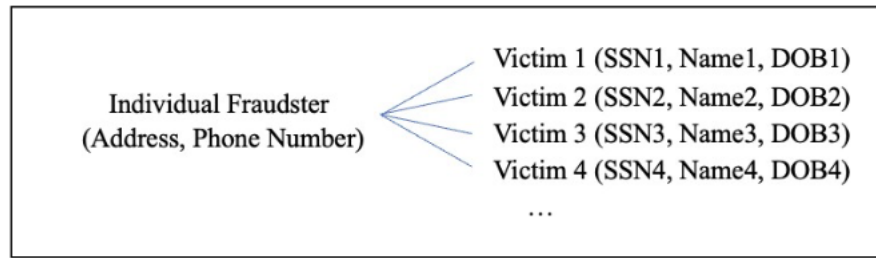 Individual Fraudster
(Address, Phone Number)
Victim 1 (SSN1, Name1, DOB1)
Victim 2 (SSN2, Name2, DOB2)
Victim 3 (SSN3, Name3, DOB3)
Victim 4 (SSN4, Name4, DOB4)
…